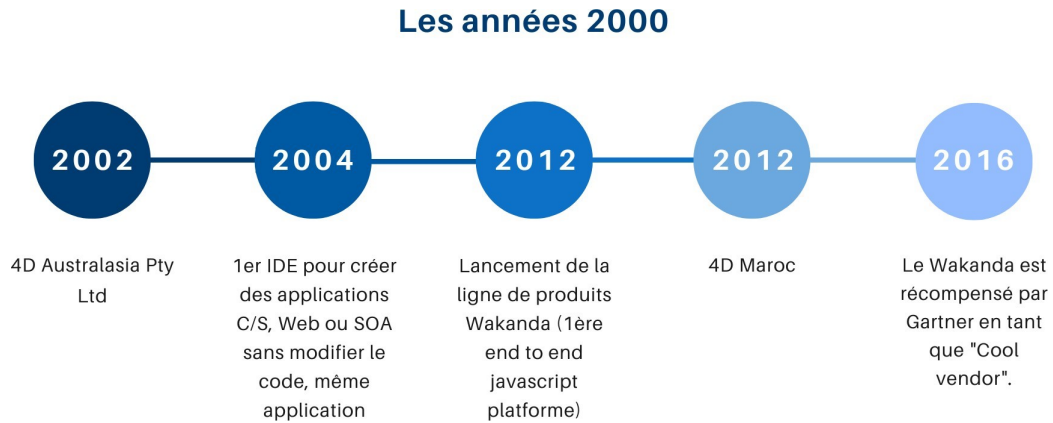 Les années 2000
2002
2004
2012
2012
2016
4D Australasia Pty
Ltd
1er IDE pour créer
des applications
C/S, Web ou SOA
sans modifier le
code, même
application
Lancement de la
ligne de produits
Wakanda (1ère
end to end
javascript
platforme)
4D Maroc
Le Wakanda est
récompensé par
Gartner en tant
que "Cool
vendor".